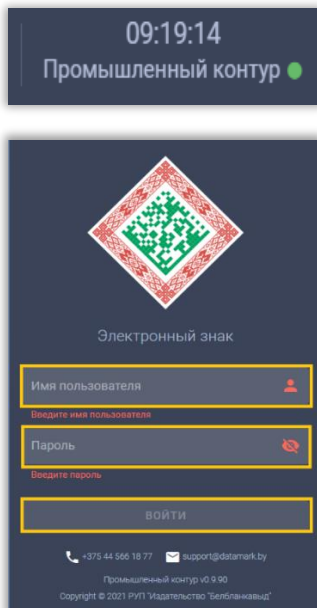 09:19:14
Промышленный контур
Электронный знак
Имя пользователя
Введите имя пользователя
Пароль
Введите пароль
ВОЙТИ
+375 44 566 18 77 support@datamark.by
Промышленный контур v0.9.90
Copyright © 2021 РУП "Издательство "Белбланкавыд"